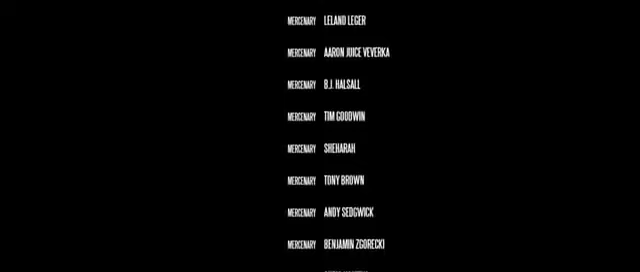 MERCENARY LELAND LEGER
MERCENARY AARON JUICE VEVERKA
MERCENARY B.J. HALSALL
MERCENARY TIM GOODWIN
MERCENARY SHEHARAH
MERCENARY TONY BROWN
MERCENARY ANDY SEDGWICK
MERCENARY BENJAMIN ZGORECKI